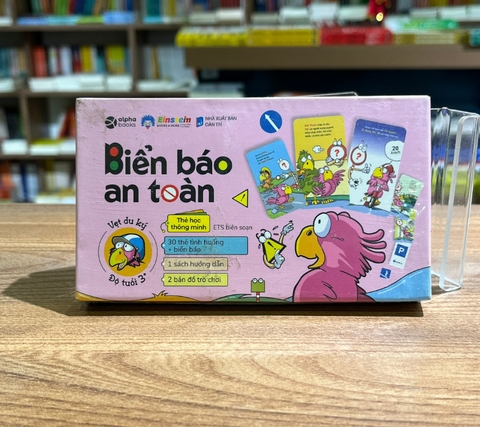 alpha books
Einstein
NHÀ XUẤT BẢN
DÂN TRÍ
Biển báo
an toàn
Thẻ học
thông minh
ETS biên soạn
Vẹt du ký
30 thẻ tình huống
+ biển báo
1 sách hướng dẫn
2 bản đồ trò chơi
Độ tuổi 3+
20
P